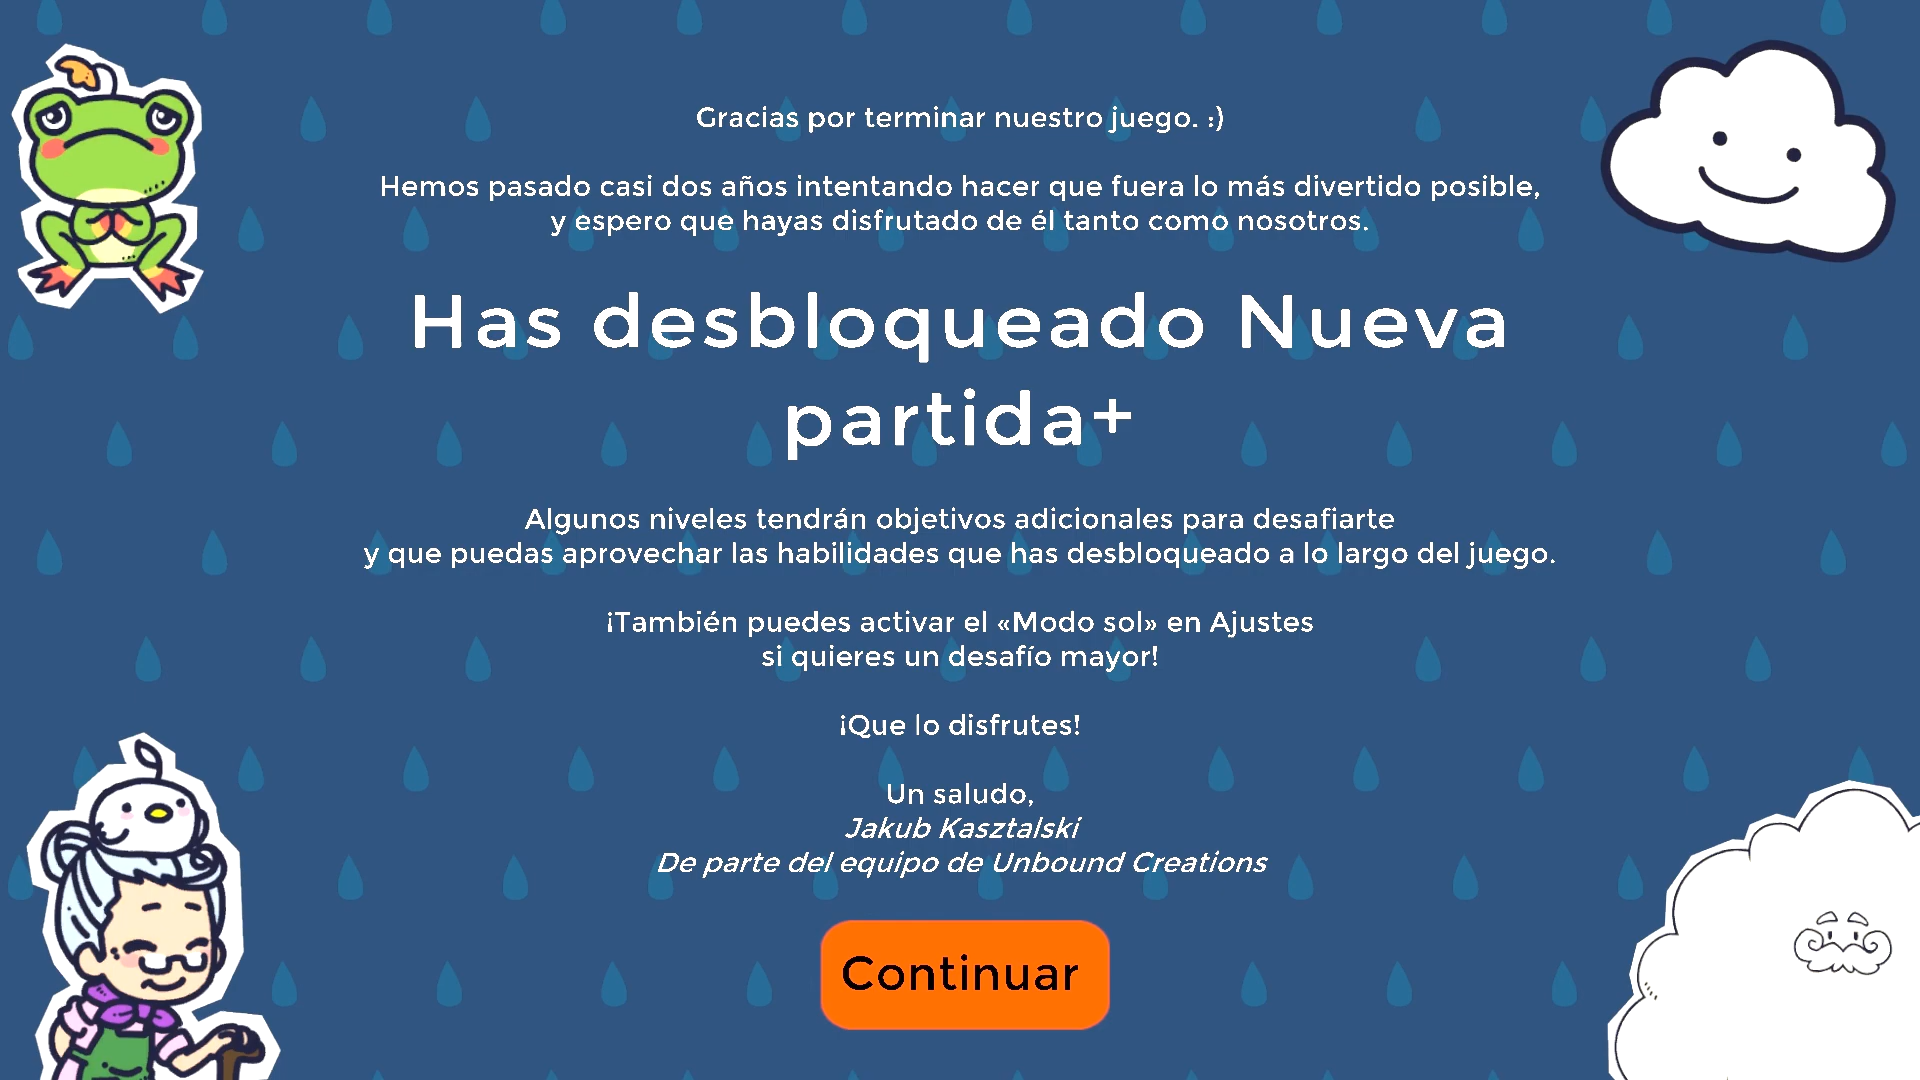 Gracias por terminar nuestro juego. :)
Hemos pasado casi dos años intentando hacer que fuera lo más divertido posible,
y espero que hayas disfrutado de él tanto como nosotros.
Has desbloqueado Nueva
partida+
Algunos niveles tendrán objetivos adicionales para desafiarte
y que puedas aprovechar las habilidades que has desbloqueado a lo largo del juego.
¡También puedes activar el «Modo sol» en Ajustes
si quieres un desafío mayor!
¡Que lo disfrutes!
Un saludo,
Jakub Kasztalski
De parte del equipo de Unbound Creations
Continuar